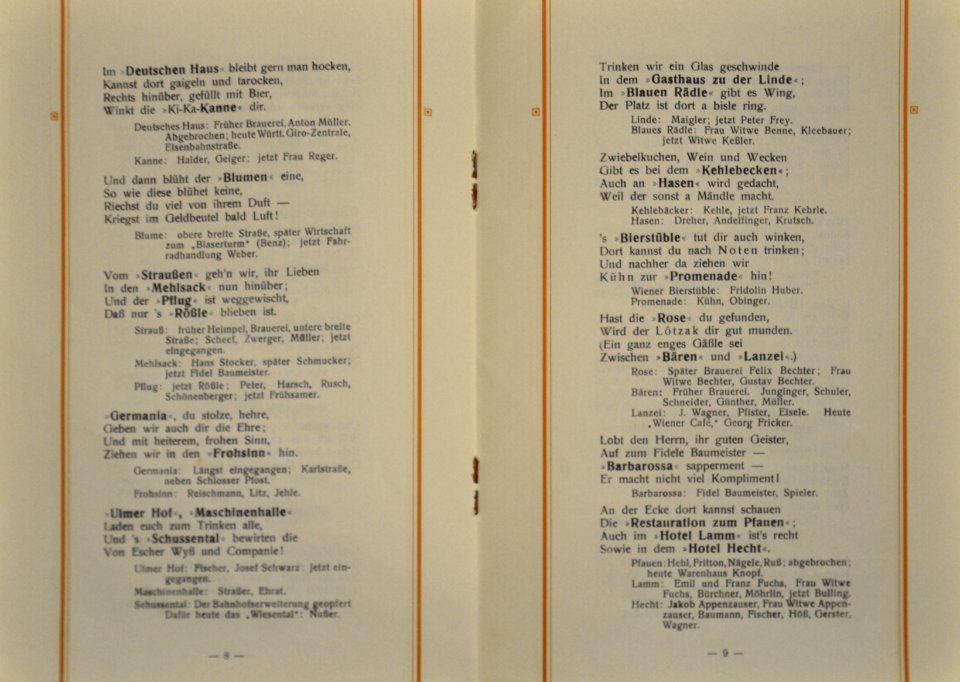 Im »Deutschen Haus« bleibt gern man hocken,
Kannst dort gaigeln und tarocken,
Rechts hinüber, gefüllt mit Bier,
Winkt die »Ki-Ka-Kanne« dir.
Deutsches Haus: Früher Brauerei, Anton Müller.
Abgebrochen; heute Württ. Giro-Zentrale,
Eisenbahnstraße.
Kanne: Halder, Geiger; jetzt Frau Reger.
Und dann blüht der »Blumen« eine,
So wie diese blühet keine,
Riechst du viel von ihrem Duft —
Kriegst im Geldbeutel bald Luft!
Blume: obere breite Straße, später Wirtschaft
zum „Blaserturm“ (Benz); jetzt Fahr-
radhandlung Weber.
Vom »Straußen« geh'n wir, ihr Lieben
In den »Mehlsack« nun hinüber;
Und der »Pflug« ist weggewischt,
Daß nur 's »Rößle« blieben ist.
Strauß: früher Heimpel, Brauerei, untere breite
Straße; Scheef, Zwerger, Müller; jetzt
eingegangen.
Mehlsack: Hans Stocker, später Schmucker;
jetzt Fidel Baumeister.
Pflug: jetzt Rößle; Peter, Harsch, Rusch,
Schönenberger; jetzt Frühsamer.
»Germania«, du stolze, hehre,
Geben wir auch dir die Ehre;
Und mit heiterem, frohen Sinn,
Ziehen wir in den »Frohsinn« hin.
Germania: Längst eingegangen; Karlstraße,
neben Schlosser Pfost.
Frohsinn: Reischmann, Litz, Jehle.
»Ulmer Hof«, »Maschinenhalle«
Laden euch zum Trinken alle,
Und 's »Schussental« bewirten die
Von Escher Wyß und Companie!
Ulmer Hof: Fischer, Josef Schwarz: jetzt ein-
gegangen.
Maschinenhalle: Straßer, Ehrat.
Schussental: Der Bahnhofserweiterung geopfert
Dafür heute das „Wiesental“: Nußer.
— 8 —
Trinken wir ein Glas geschwinde
In dem »Gasthaus zu der Linde«;
Im »Blauen Rädle« gibt es Wing,
Der Platz ist dort a bisle ring.
Linde: Maigler; jetzt Peter Frey.
Blaues Rädle: Frau Witwe Benne, Kleebauer;
jetzt Witwe Keßler.
Zwiebelkuchen, Wein und Wecken
Gibt es bei dem »Kehlebecken«;
Auch an »Hasen« wird gedacht,
Weil der sonst a Mändle macht.
Kehlebäcker: Kehle, jetzt Franz Kehrle.
Hasen: Dreher, Andelfinger, Krutsch.
's »Bierstüble« tut dir auch winken,
Dort kannst du nach Noten trinken;
Und nachher da ziehen wir
Kühn zur »Promenade« hin!
Wiener Bierstüble: Fridolin Huber.
Promenade: Kühn, Obinger.
Hast die »Rose« du gefunden,
Wird der Lötzak dir gut munden.
(Ein ganz enges Gäßle sei
Zwischen »Bären« und »Lanzei«.)
Rose: Später Brauerei Felix Bechter; Frau
Witwe Bechter, Gustav Bechter.
Bären: Früher Brauerei. Junginger, Schuler,
Schneider, Günther, Müller.
Lanzei: J. Wagner, Pfister, Eisele. Heute
„Wiener Café,“ Georg Fricker.
Lobt den Herrn, ihr guten Geister,
Auf zum Fidele Baumeister —
»Barbarossa« sapperment —
Er macht nicht viel Kompliment!
Barbarossa: Fidel Baumeister, Spieler.
An der Ecke dort kannst schauen
Die »Restauration zum Pfauen«;
Auch im »Hotel Lamm« ist's recht
Sowie in dem »Hotel Hecht«.
Pfauen: Hehl, Fritton, Nägele, Ruß; abgebrochen;
heute Warenhaus Knopf.
Lamm: Emil und Franz Fuchs, Frau Witwe
Fuchs, Bürchner, Möhrlin, jetzt Bulling.
Hecht: Jakob Appenzauser, Frau Witwe Appen-
zauser, Baumann, Fischer, Höß, Gerster,
Wagner.
— 9 —